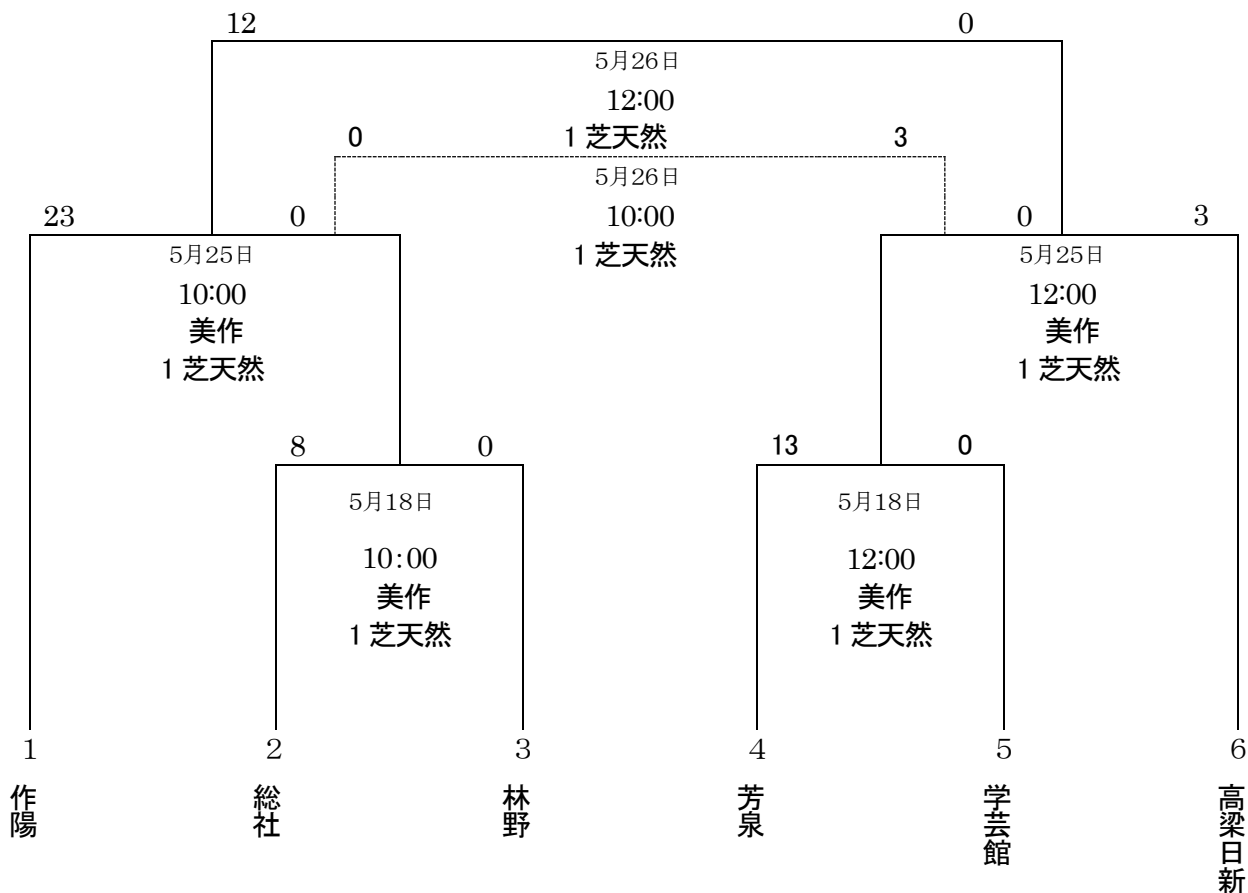 12 0
5月26日
12:00
1 芝天然
0 3
5月26日
10:00
1 芝天然
23 0
5月25日
10:00
美作
1 芝天然
0 3
5月25日
12:00
美作
1 芝天然
8 0
5月18日
10:00
美作
1 芝天然
13 0
5月18日
12:00
美作
1 芝天然
1 2 3 4 5 6
作陽
総社
林野
芳泉
学芸館
高梁日新